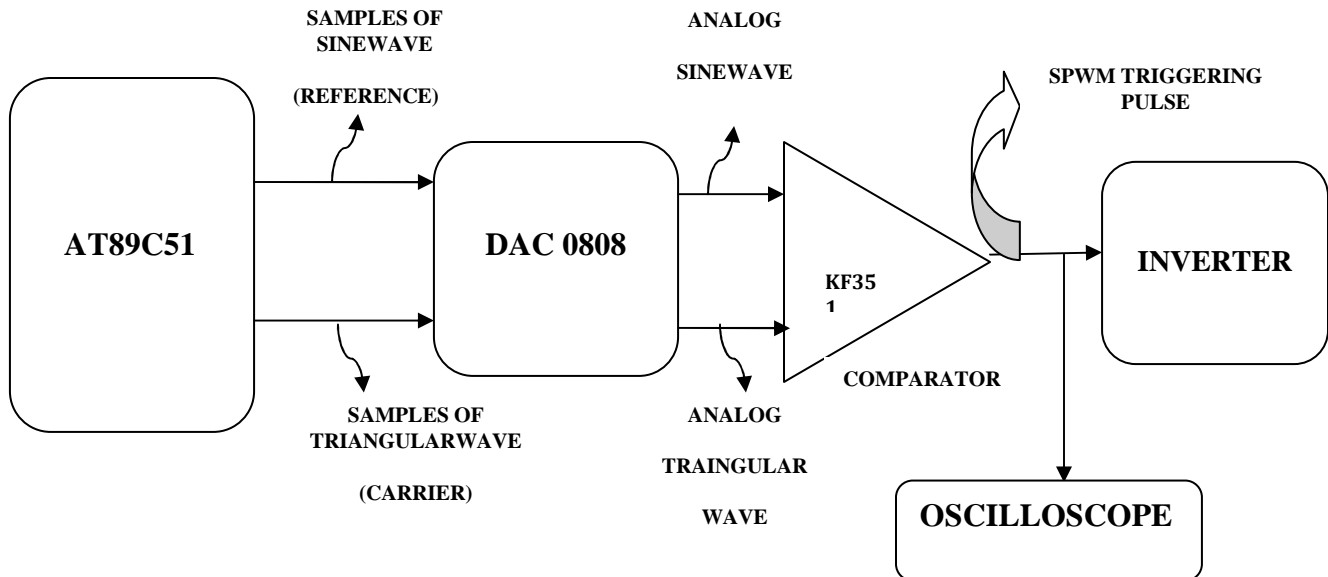 SAMPLES OF
SINEWAVE
(REFERENCE)
ANALOG
SINEWAVE
SPWM TRIGGERING
PULSE
AT89C51
DAC 0808
KF35
1
INVERTER
COMPARATOR
SAMPLES OF
TRIANGULARWAVE
(CARRIER)
ANALOG
TRAINGULAR
WAVE
OSCILLOSCOPE